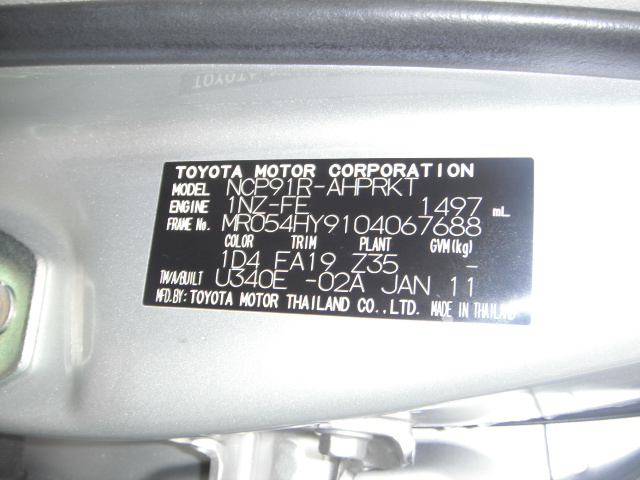 TOYOTA MOTOR CORPORATION
MODEL NCP91R-AHPRKT
ENGINE 1NZ-FE 1497 mL
FRAME No. MR054HY9104067688
COLOR TRIM PLANT GVM(kg)
1D4 FA19 Z35 -
T/WA/BUILT U340E -02A JAN 11
MFD.BY: TOYOTA MOTOR THAILAND CO.,LTD. MADE IN THAILAND